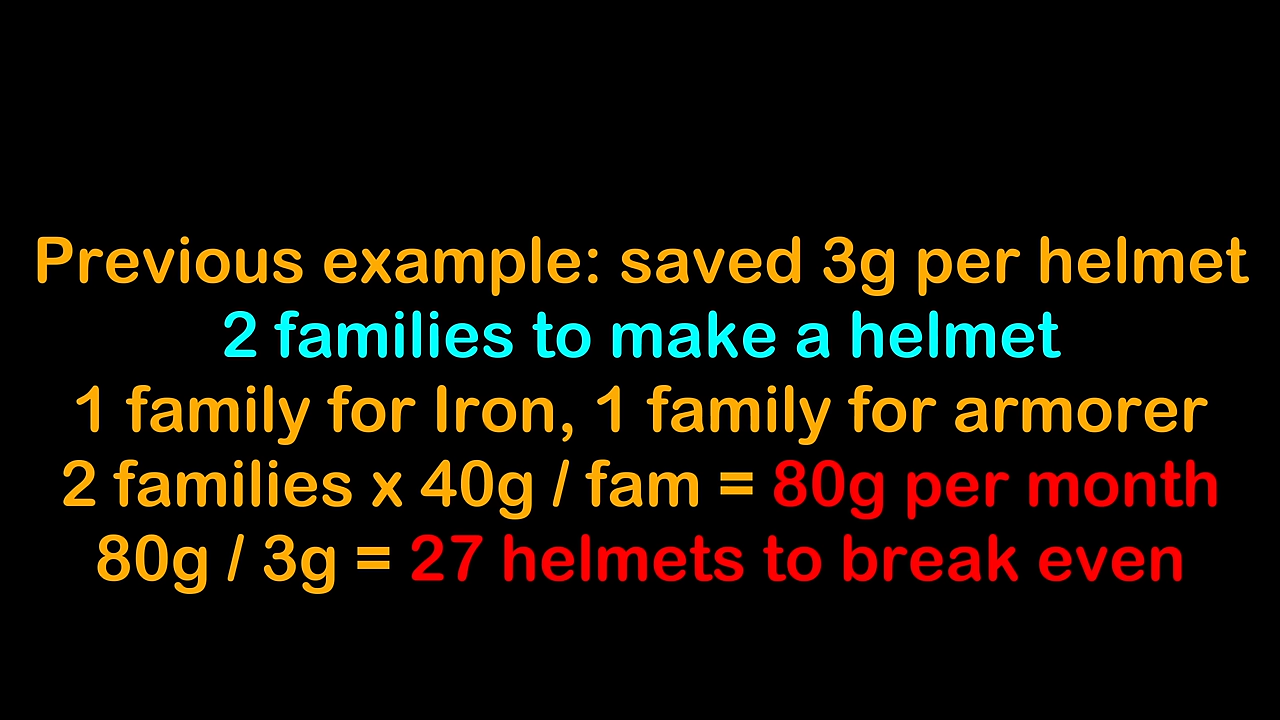 Previous example: saved 3g per helmet
2 families to make a helmet
1 family for Iron, 1 family for armorer
2 families x 40g / fam = 80g per month
80g / 3g = 27 helmets to break even